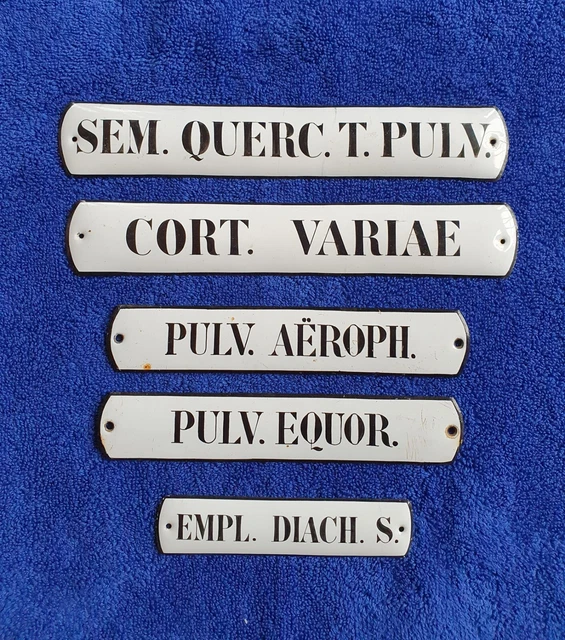 SEM. QUERC. T. PULV.
CORT. VARIAE
PULV. AËROPH.
PULV. EQUOR.
EMPL. DIACH. S.